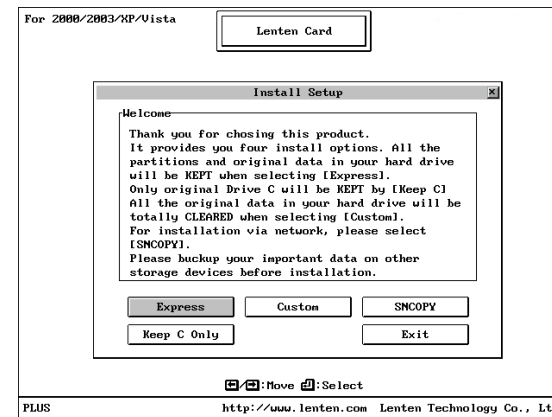 For 2000/2003/XP/Vista
Lenten Card
Install Setup
Welcome
Thank you for chosing this product.
It provides you four install options. All the
partitions and original data in your hard drive
will be KEPT when selecting [Express].
Only original Drive C will be KEPT by [Keep C]
All the original data in your hard drive will be
totally CLEARED when selecting [Custom].
For installation via network, please select
[SNCOPY].
Please buckup your important data on other
storage devices before installation.
Express Custom SNCOPY
Keep C Only Exit
/ :Move :Select
PLUS http://www.lenten.com Lenten Technology Co., Lt